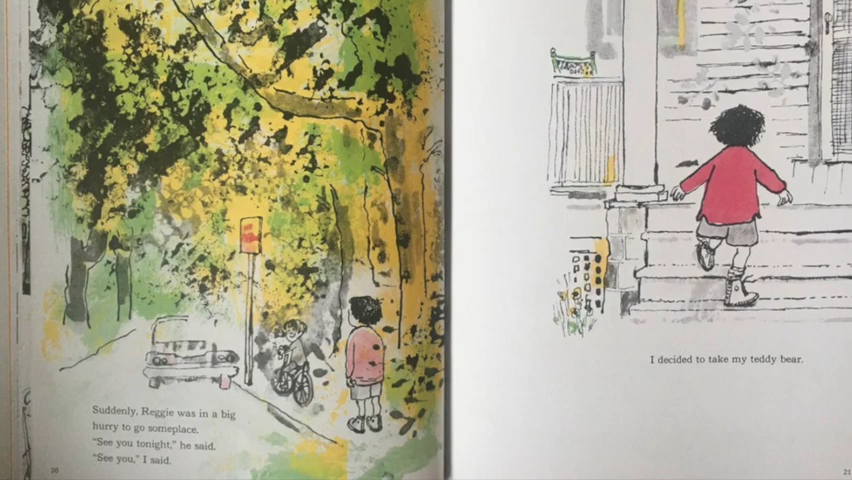 Suddenly, Reggie was in a big
hurry to go someplace.
"See you tonight," he said.
"See you," I said.
20
I decided to take my teddy bear.
21